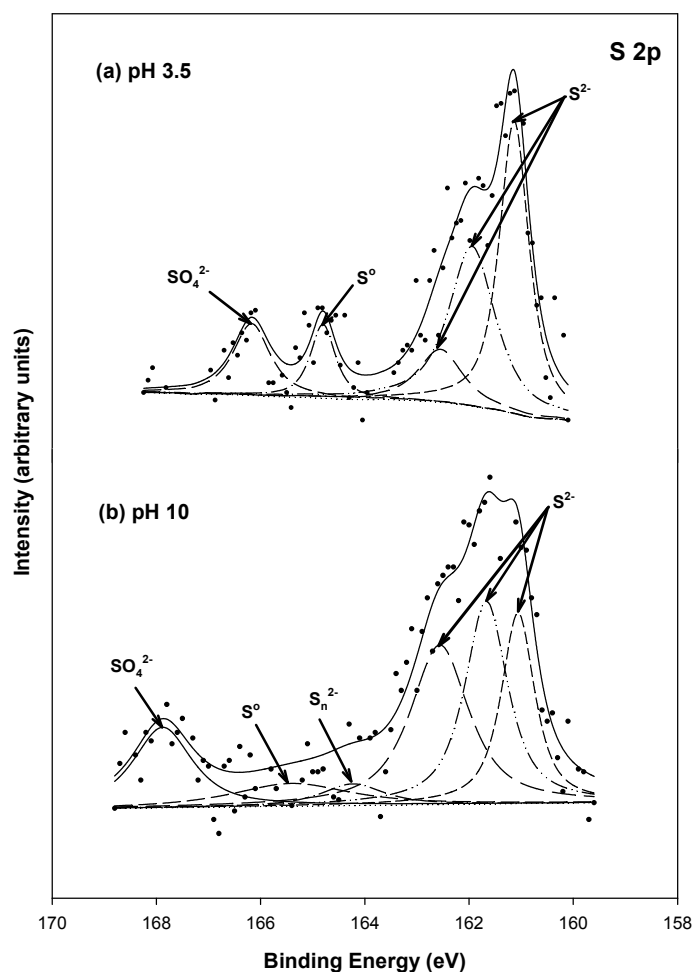 S 2p
(a) pH 3.5
S²⁻
SO₄²⁻
Sº
(b) pH 10
S²⁻
SO₄²⁻
Sº
Sₙ²⁻
Intensity (arbitrary units)
170 168 166 164 162 160 158
Binding Energy (eV)